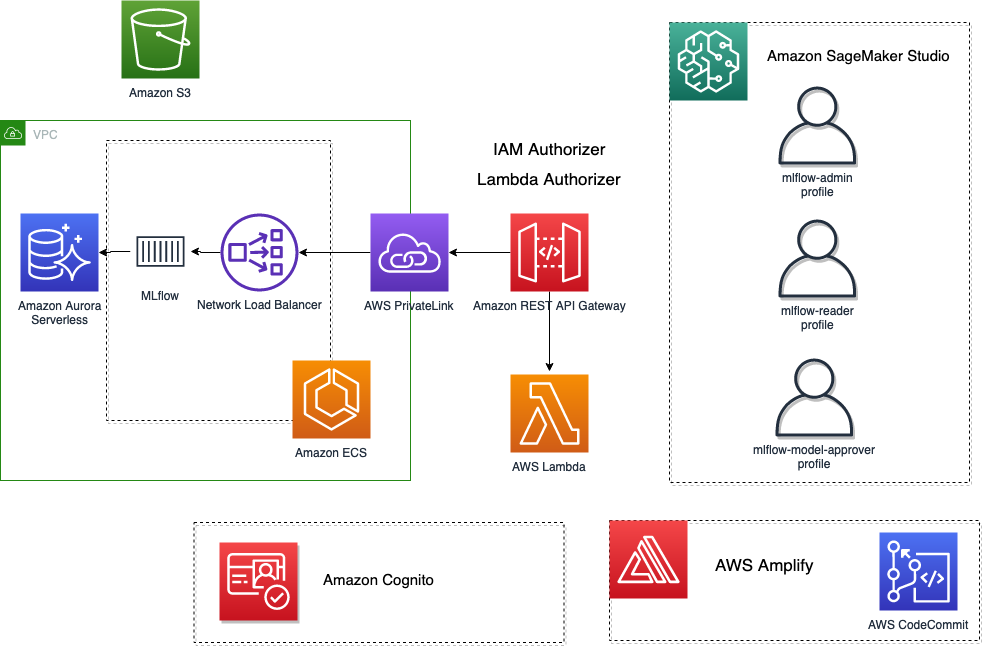 Amazon S3
VPC
Amazon SageMaker Studio
mlflow-admin
profile
IAM Authorizer
Lambda Authorizer
mlflow-reader
profile
Amazon Aurora
Serverless
MLflow
Network Load Balancer
AWS PrivateLink
Amazon REST API Gateway
Amazon ECS
AWS Lambda
mlflow-model-approver
profile
Amazon Cognito
AWS Amplify
AWS CodeCommit